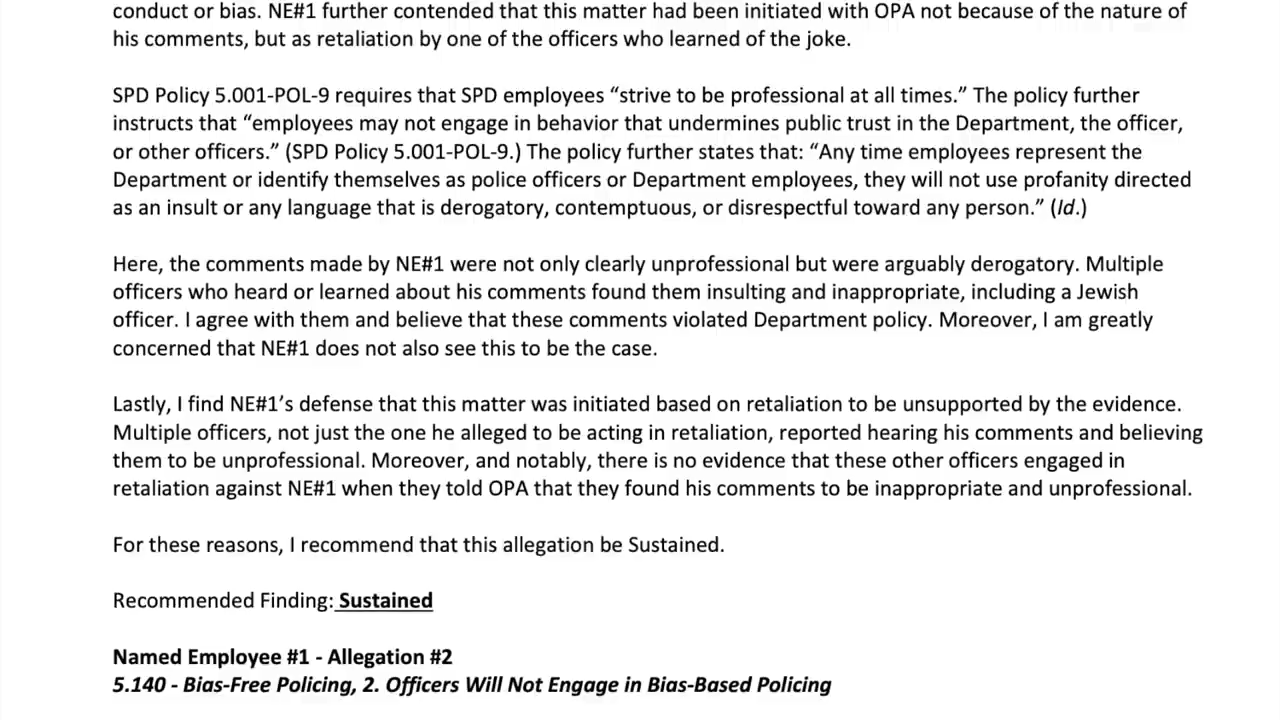 conduct or bias. NE#1 further contended that this matter had been initiated with OPA not because of the nature of
his comments, but as retaliation by one of the officers who learned of the joke.
SPD Policy 5.001-POL-9 requires that SPD employees “strive to be professional at all times.” The policy further
instructs that “employees may not engage in behavior that undermines public trust in the Department, the officer,
or other officers.” (SPD Policy 5.001-POL-9.) The policy further states that: “Any time employees represent the
Department or identify themselves as police officers or Department employees, they will not use profanity directed
as an insult or any language that is derogatory, contemptuous, or disrespectful toward any person.” (Id.)
Here, the comments made by NE#1 were not only clearly unprofessional but were arguably derogatory. Multiple
officers who heard or learned about his comments found them insulting and inappropriate, including a Jewish
officer. I agree with them and believe that these comments violated Department policy. Moreover, I am greatly
concerned that NE#1 does not also see this to be the case.
Lastly, I find NE#1’s defense that this matter was initiated based on retaliation to be unsupported by the evidence.
Multiple officers, not just the one he alleged to be acting in retaliation, reported hearing his comments and believing
them to be unprofessional. Moreover, and notably, there is no evidence that these other officers engaged in
retaliation against NE#1 when they told OPA that they found his comments to be inappropriate and unprofessional.
For these reasons, I recommend that this allegation be Sustained.
Recommended Finding: Sustained
Named Employee #1 - Allegation #2
5.140 - Bias-Free Policing, 2. Officers Will Not Engage in Bias-Based Policing